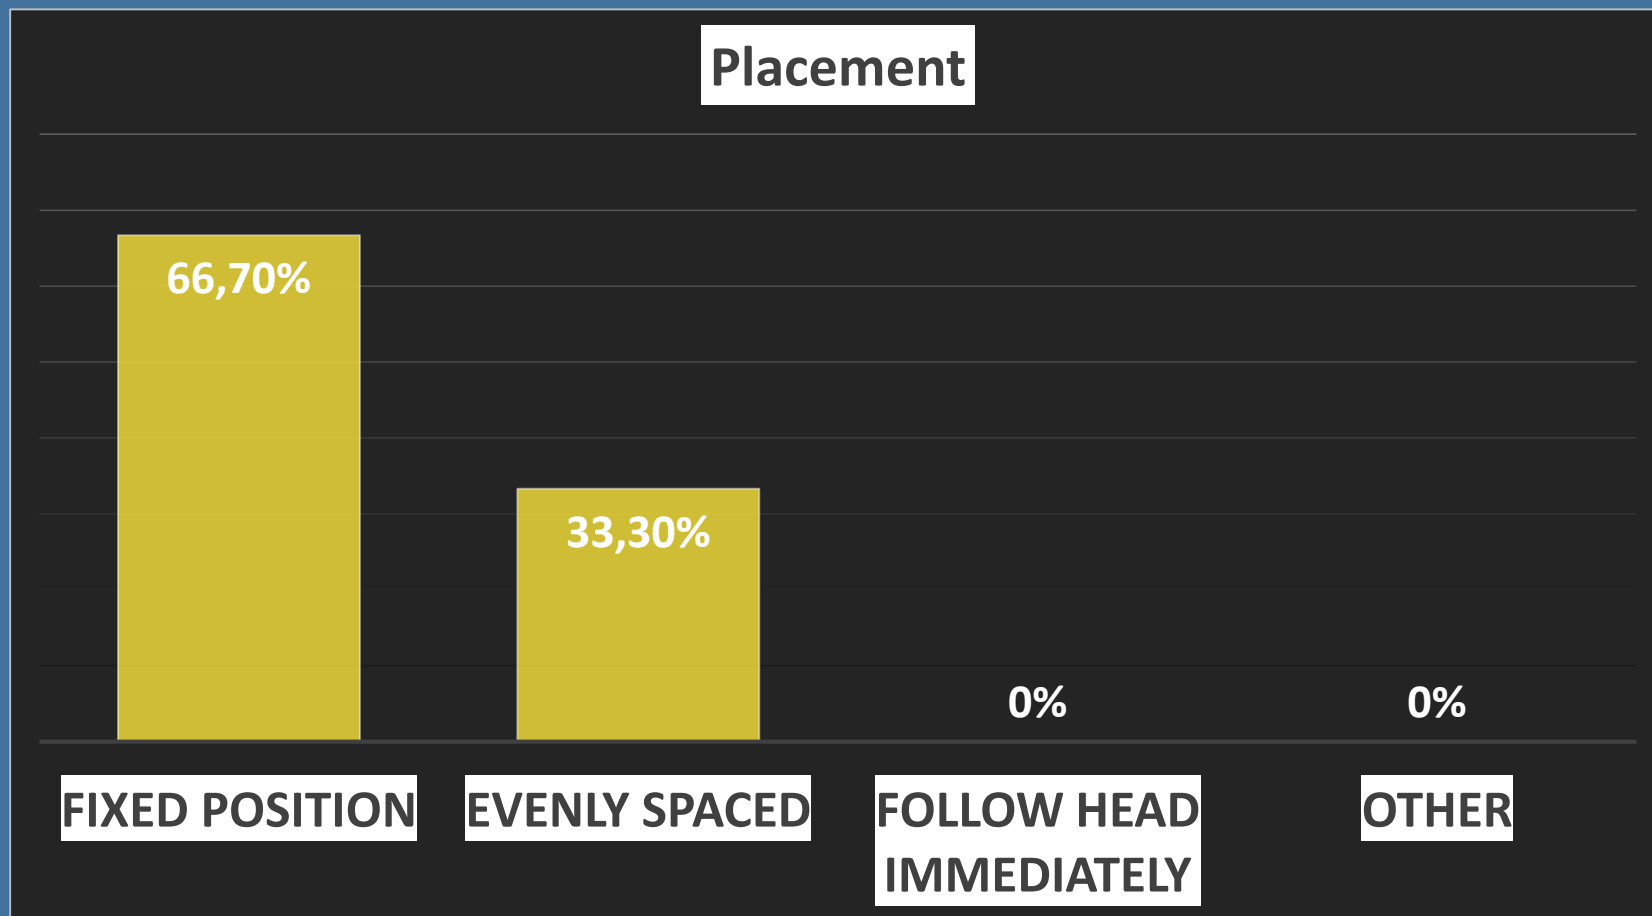 Placement
66,70%
33,30%
0%
0%
FIXED POSITION
EVENLY SPACED
FOLLOW HEAD
IMMEDIATELY
OTHER